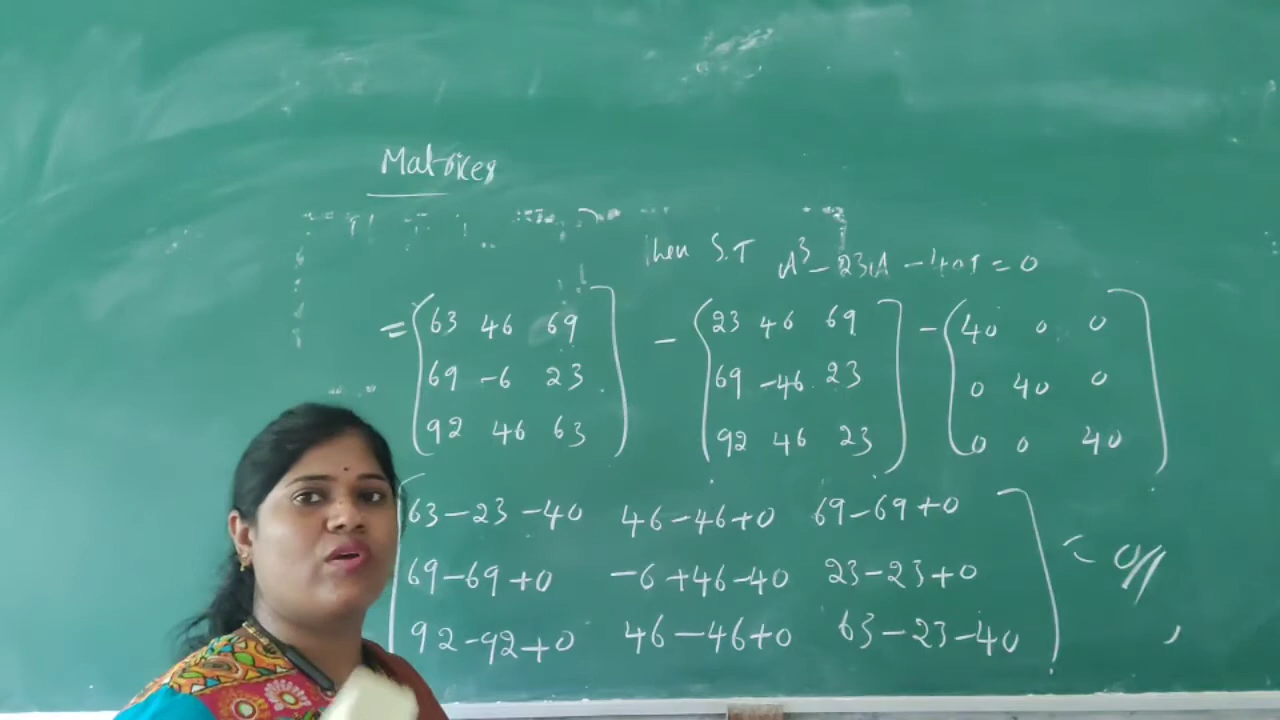 Matrices
then S.T A³ - 23A - 40I = 0
= [63 46 69 - [23 46 69 - [40 0 0
69 -6 23 69 -46 23 0 40 0
92 46 63] 92 46 23] 0 0 40]
[63-23-40 46-46+0 69-69+0
69-69+0 -6+46-40 23-23+0 = 0//
92-92+0 46-46+0 63-23-40]